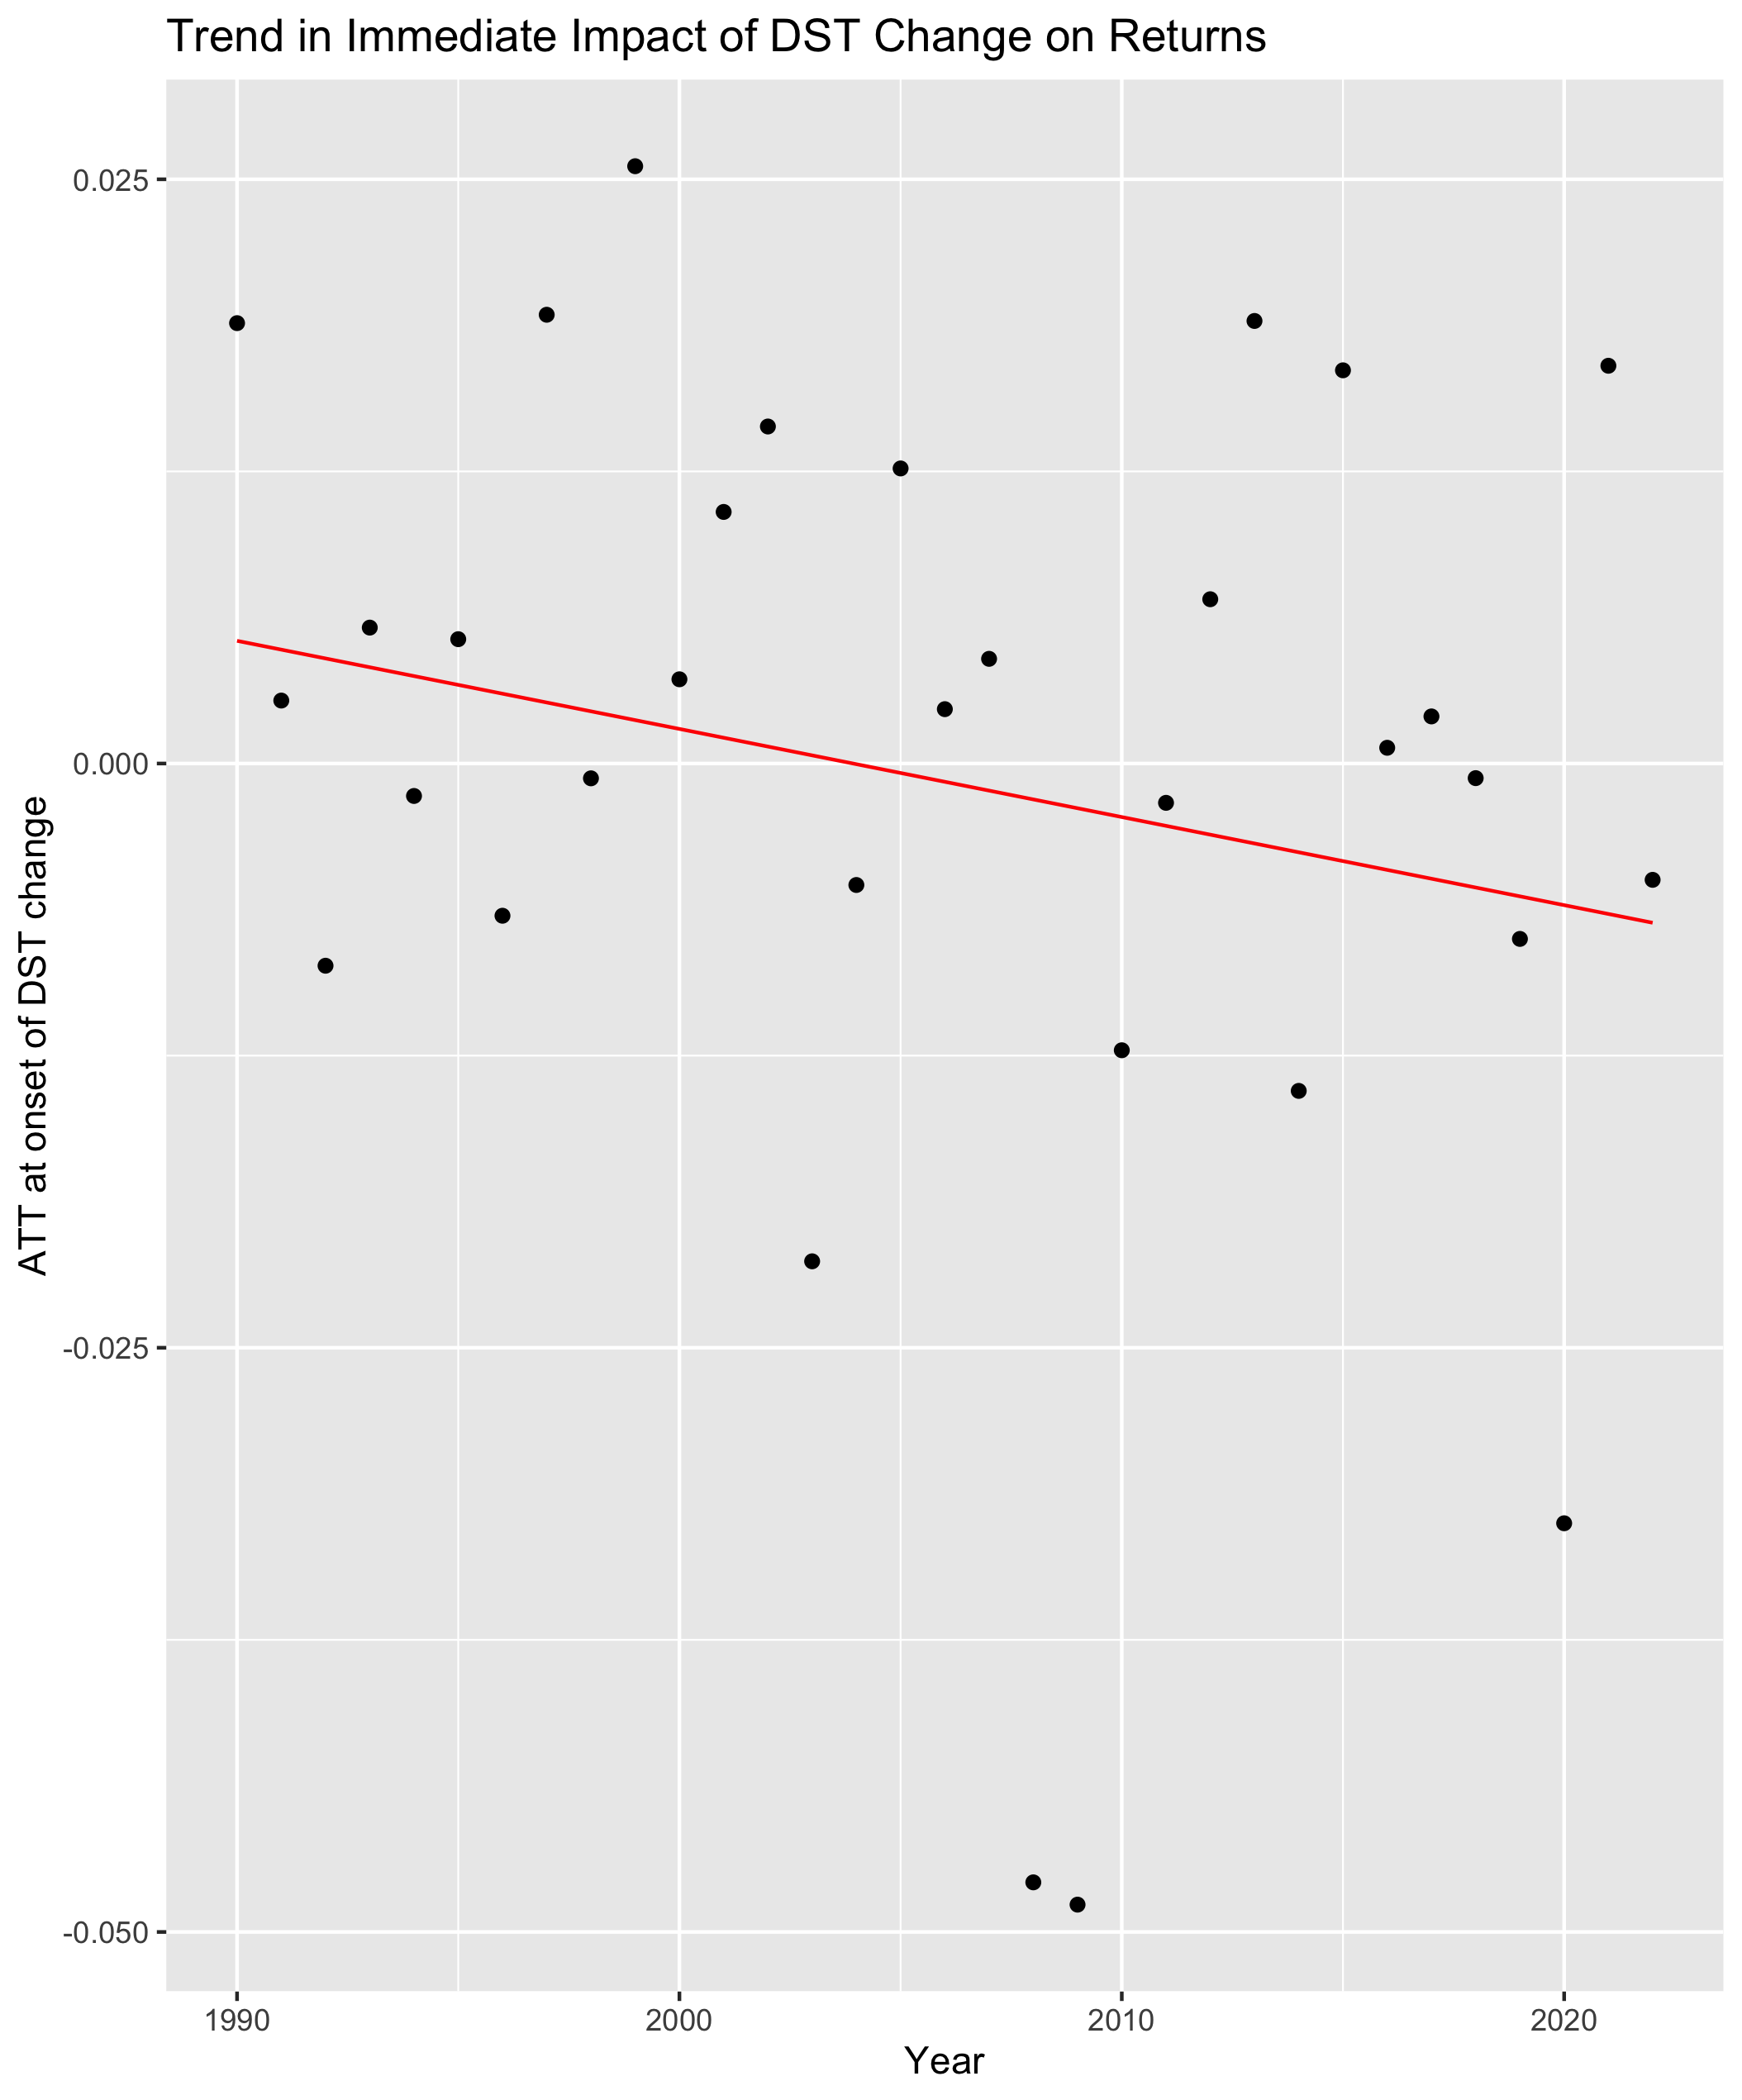 Trend in Immediate Impact of DST Change on Returns
ATT at onset of DST change
0.025
0.000
-0.025
-0.050
1990
2000
2010
2020
Year